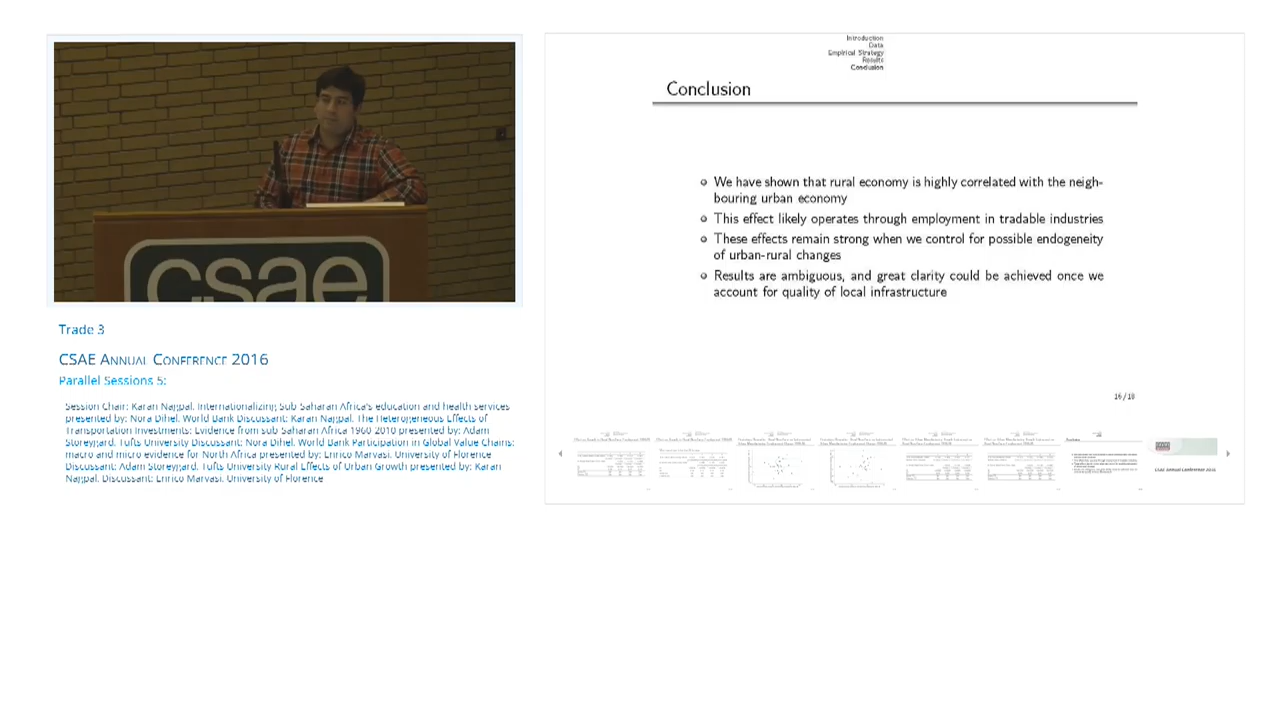 csae
Trade 3
CSAE Annual Conference 2016
Parallel Sessions 5:
Session Chair: Karan Nagpal. Internationalizing Sub Saharan Africa's education and health services
presented by: Nora Dihel. World Bank Discussant: Karan Nagpal. The Heterogeneous Effects of
Transportation Investments: Evidence from sub Saharan Africa 1960 2010 presented by: Adam
Storeygard. Tufts University Discussant: Nora Dihel. World Bank Participation in Global Value Chains:
macro and micro evidence for North Africa presented by: Enrico Marvasi. University of Florence
Discussant: Adam Storeygard. Tufts University Rural Effects of Urban Growth presented by: Karan
Nagpal. Discussant: Enrico Marvasi. University of Florence
Introduction
Data
Empirical Strategy
Results
Conclusion
Conclusion
We have shown that rural economy is highly correlated with the neigh-
bouring urban economy
This effect likely operates through employment in tradable industries
These effects remain strong when we control for possible endogeneity
of urban-rural changes
Results are ambiguous, and great clarity could be achieved once we
account for quality of local infrastructure
16 / 18
CSAE Annual Conference 2016